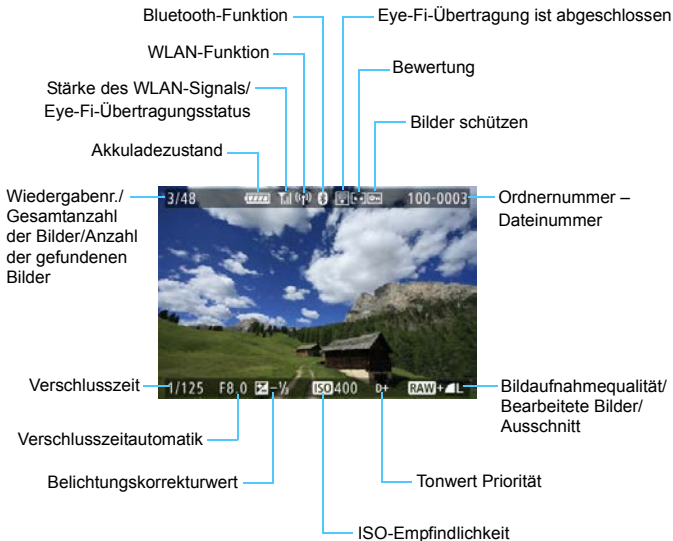 Bluetooth-Funktion
Eye-Fi-Übertragung ist abgeschlossen
WLAN-Funktion
Bewertung
Stärke des WLAN-Signals/
Eye-Fi-Übertragungsstatus
Bilder schützen
Akkuladezustand
Wiedergabenr./
Gesamtanzahl
der Bilder/Anzahl
der gefundenen
Bilder
3/48 100-0003
Ordnernummer –
Dateinummer
Verschlusszeit
1/125 F8.0 -⅓ ISO 400 D+ RAW+L
Bildaufnahmequalität/
Bearbeitete Bilder/
Ausschnitt
Verschlusszeitautomatik
Belichtungskorrekturwert
Tonwert Priorität
ISO-Empfindlichkeit